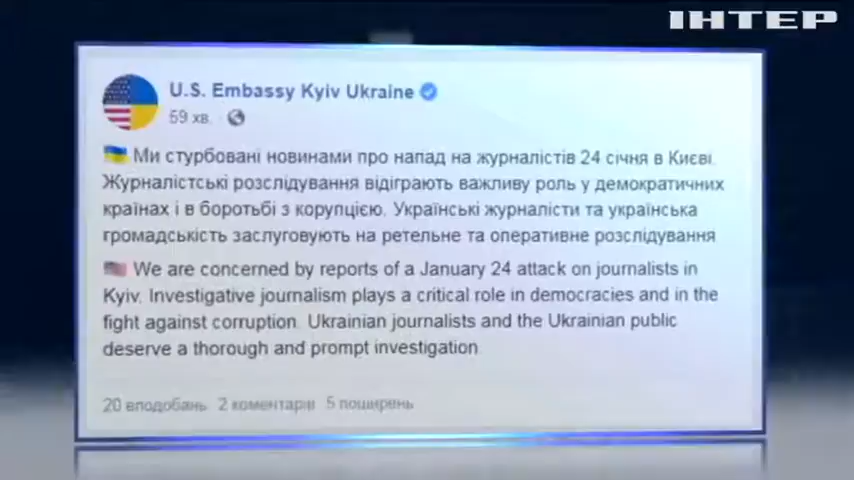 ІНТЕР
U.S. Embassy Kyiv Ukraine
59 хв.
Ми стурбовані новинами про напад на журналістів 24 січня в Києві.
Журналістські розслідування відіграють важливу роль у демократичних
країнах і в боротьбі з корупцією. Українські журналісти та українська
громадськість заслуговують на ретельне та оперативне розслідування
We are concerned by reports of a January 24 attack on journalists in
Kyiv. Investigative journalism plays a critical role in democracies and in the
fight against corruption. Ukrainian journalists and the Ukrainian public
deserve a thorough and prompt investigation
20 вподобань 2 коментарів 5 поширень